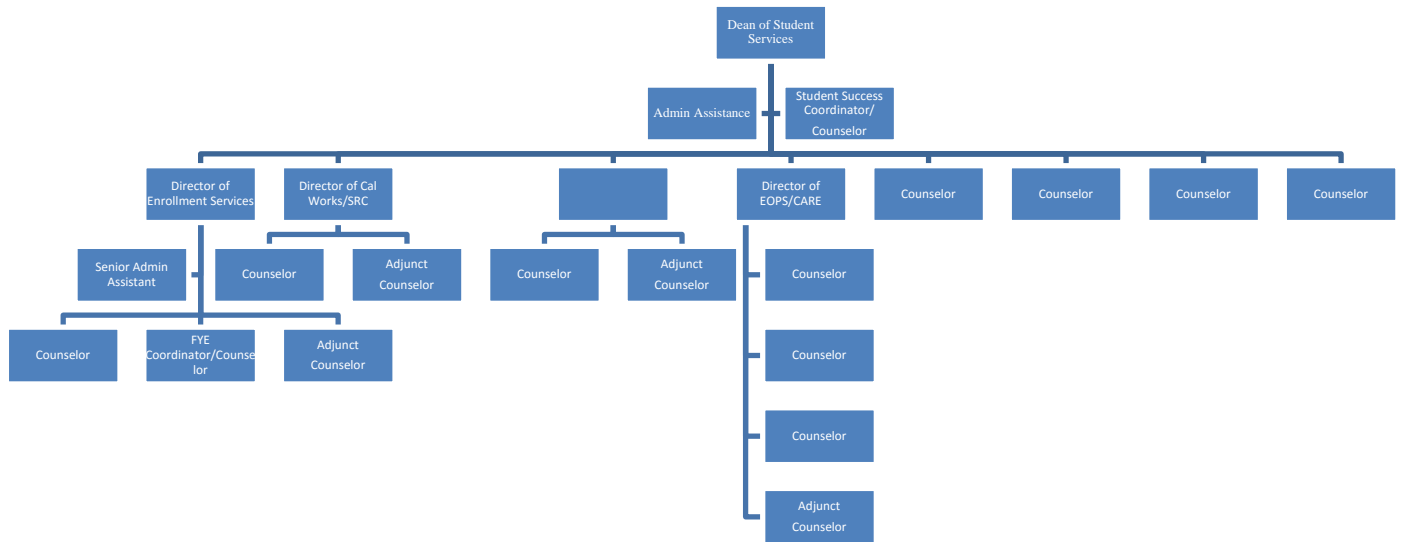 Dean of Student
Services
Admin Assistance
Student Success
Coordinator/
Counselor
Director of
Enrollment Services
Director of Cal
Works/SRC
Director of
EOPS/CARE
Counselor
Counselor
Counselor
Counselor
Senior Admin
Assistant
Counselor
Adjunct
Counselor
Counselor
Adjunct
Counselor
Counselor
Counselor
FYE
Coordinator/Counse
lor
Adjunct
Counselor
Counselor
Counselor
Adjunct
Counselor